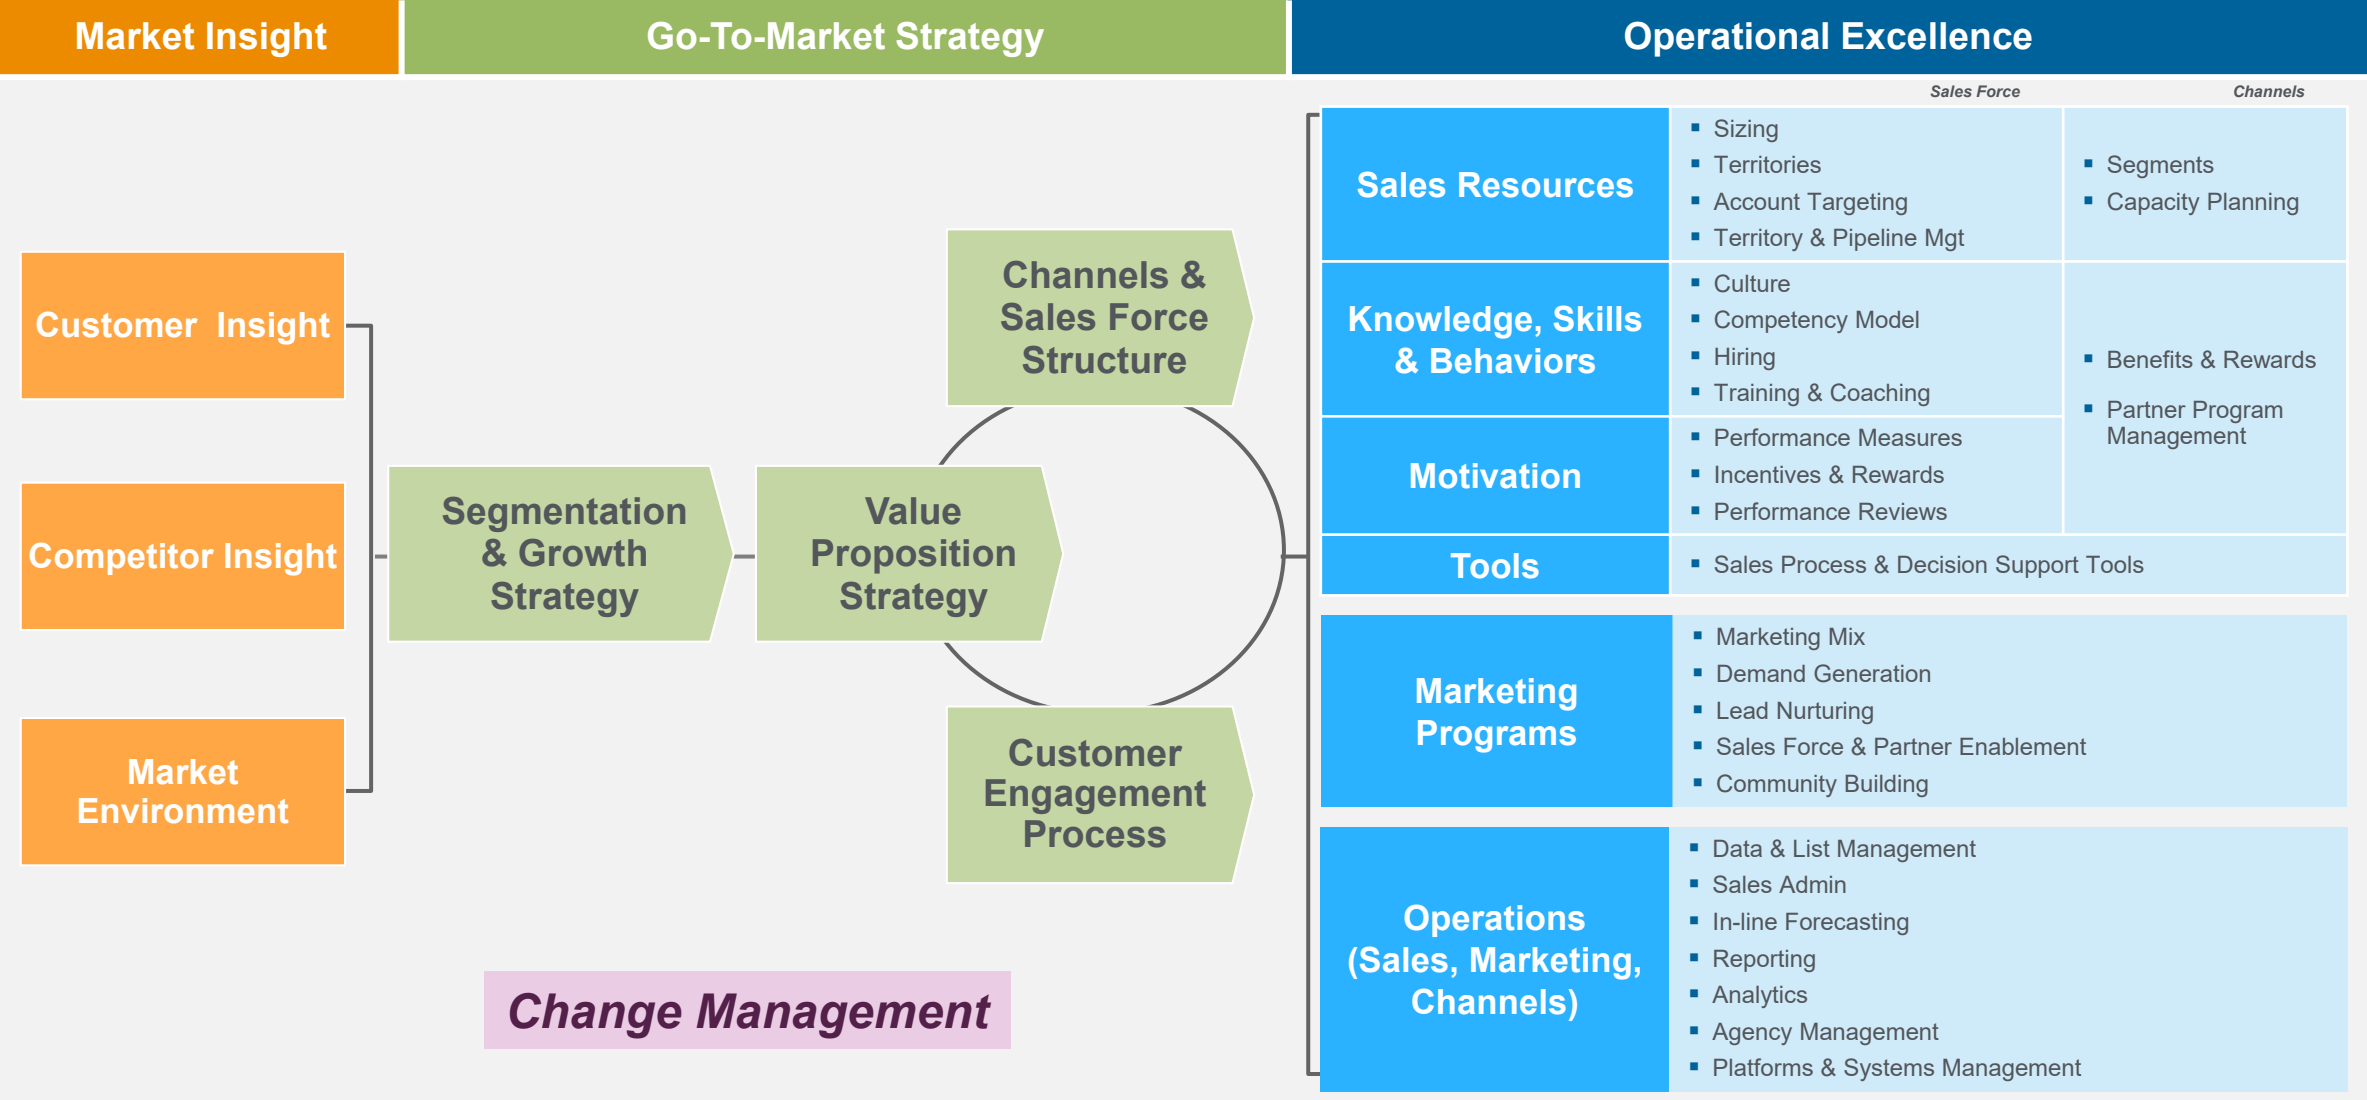 Market Insight
Go-To-Market Strategy
Operational Excellence
Customer  Insight
Competitor Insight
Market
Environment
Segmentation
& Growth
Strategy
Value
Proposition
Strategy
Channels &
Sales Force
Structure
Customer
Engagement
Process
Change Management
Sales Force
Channels
Sales Resources
Sizing
Territories
Account Targeting
Territory & Pipeline Mgt
Segments
Capacity Planning
Knowledge, Skills
& Behaviors
Culture
Competency Model
Hiring
Training & Coaching
Benefits & Rewards
Partner Program
Management
Motivation
Performance Measures
Incentives & Rewards
Performance Reviews
Tools
Sales Process & Decision Support Tools
Marketing
Programs
Marketing Mix
Demand Generation
Lead Nurturing
Sales Force & Partner Enablement
Community Building
Operations
(Sales, Marketing,
Channels)
Data & List Management
Sales Admin
In-line Forecasting
Reporting
Analytics
Agency Management
Platforms & Systems Management